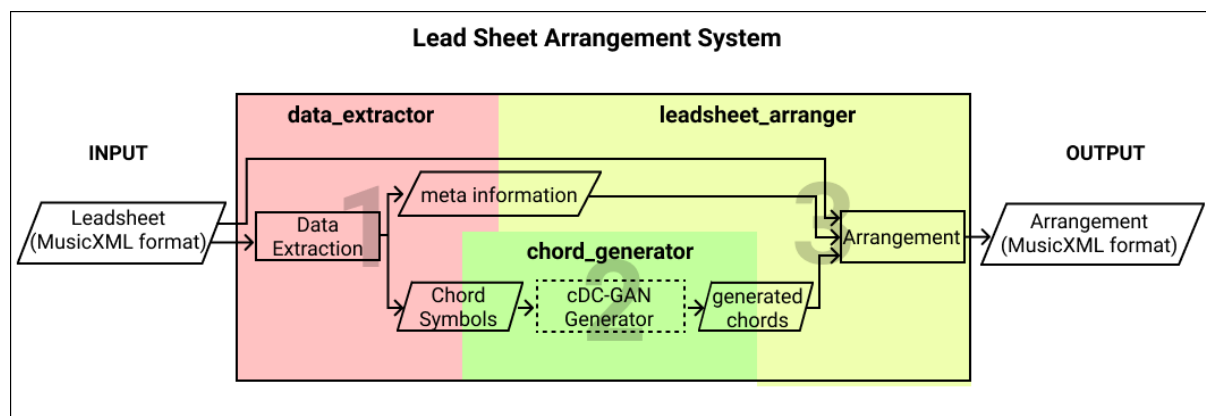 Lead Sheet Arrangement System
data_extractor
leadsheet_arranger
INPUT
OUTPUT
1
meta information
3
Leadsheet
(MusicXML format)
Data
Extraction
Arrangement
Arrangement
(MusicXML format)
chord_generator
2
Chord
Symbols
cDC-GAN
Generator
generated
chords